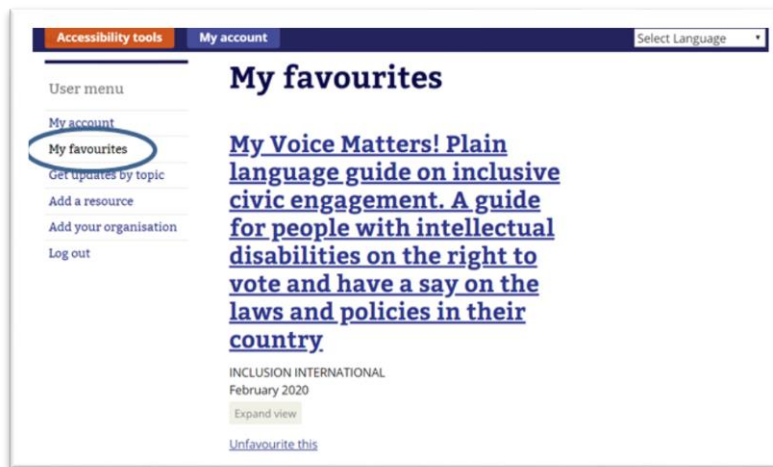 Accessibility tools
My account
Select Language
User menu
My account
My favourites
Get updates by topic
Add a resource
Add your organisation
Log out
My favourites
My Voice Matters! Plain
language guide on inclusive
civic engagement. A guide
for people with intellectual
disabilities on the right to
vote and have a say on the
laws and policies in their
country
INCLUSION INTERNATIONAL
February 2020
Expand view
Unfavourite this